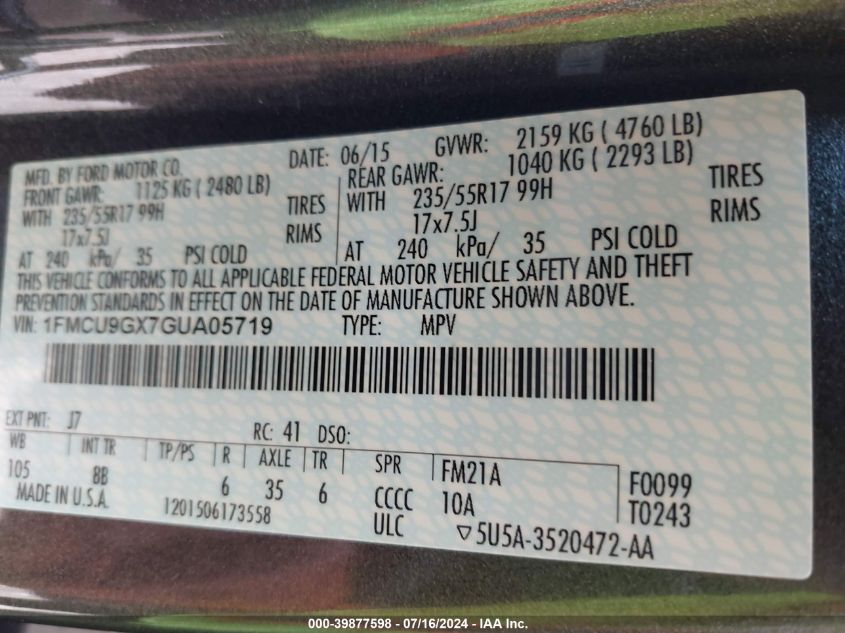 MFD. BY FORD MOTOR CO.
DATE: 06/15 GVWR: 2159 KG ( 4760 LB)
FRONT GAWR: 1125 KG ( 2480 LB)
REAR GAWR: 1040 KG ( 2293 LB)
WITH 235/55R17 99H TIRES
WITH 235/55R17 99H TIRES
17x7.5J RIMS
17x7.5J RIMS
AT 240 kPa/ 35 PSI COLD
AT 240 kPa/ 35 PSI COLD
THIS VEHICLE CONFORMS TO ALL APPLICABLE FEDERAL MOTOR VEHICLE SAFETY AND THEFT
PREVENTION STANDARDS IN EFFECT ON THE DATE OF MANUFACTURE SHOWN ABOVE.
VIN: 1FMCU9GX7GUA05719 TYPE: MPV
EXT PNT: J7 RC: 41 DSO:
WB INT TR TP/PS R AXLE TR SPR FM21A F0099
105 8B 6 35 6 CCCC 10A T0243
MADE IN U.S.A. 1201506173558 ULC ▽5U5A-3520472-AA
000-39877598 - 07/16/2024 - IAA Inc.